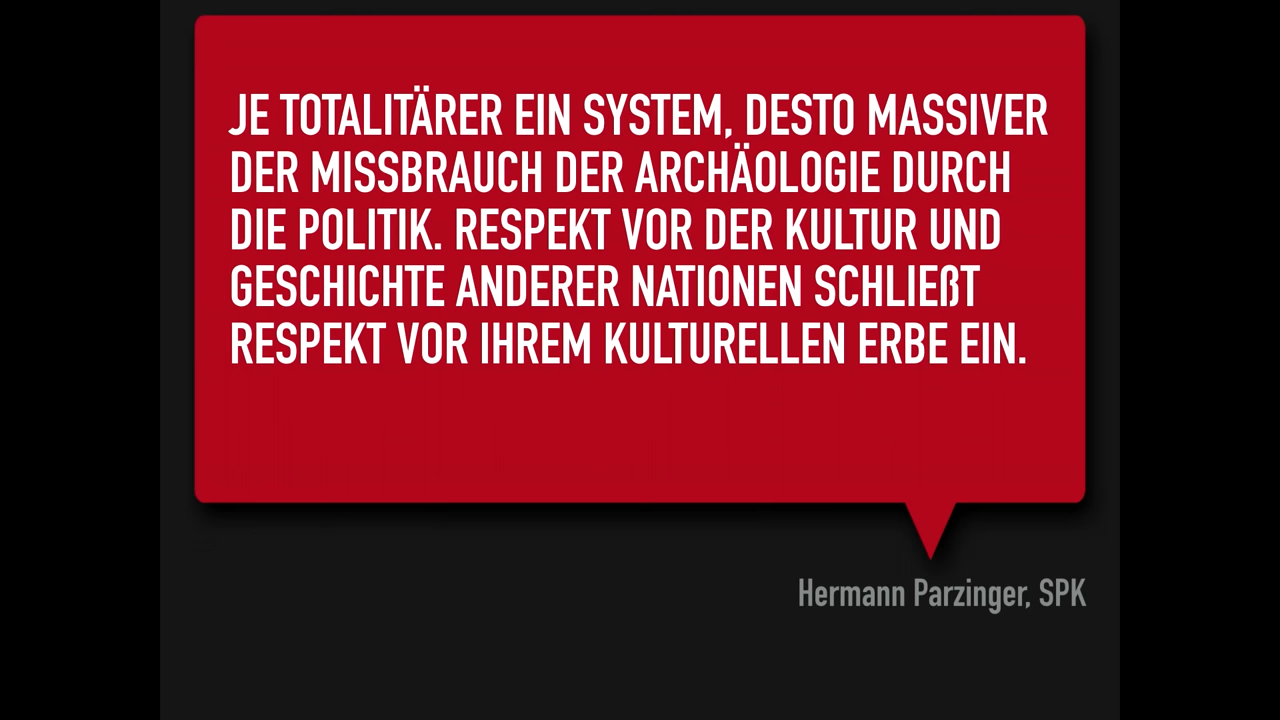 JE TOTALITÄRER EIN SYSTEM, DESTO MASSIVER
DER MISSBRAUCH DER ARCHÄOLOGIE DURCH
DIE POLITIK. RESPEKT VOR DER KULTUR UND
GESCHICHTE ANDERER NATIONEN SCHLIEßT
RESPEKT VOR IHREM KULTURELLEN ERBE EIN.
Hermann Parzinger, SPK